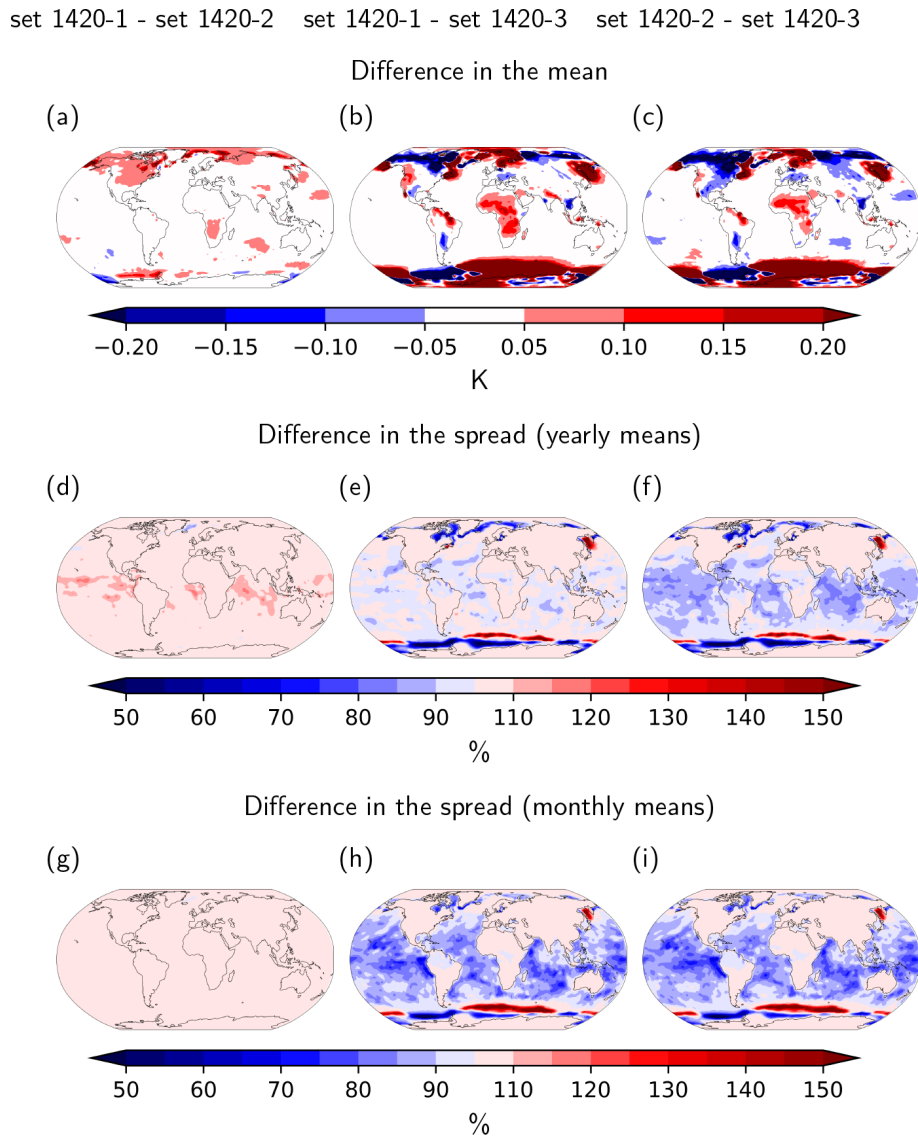 set 1420-1 - set 1420-2 set 1420-1 - set 1420-3 set 1420-2 - set 1420-3
Difference in the mean
(a) (b) (c)
−0.20 −0.15 −0.10 −0.05 0.05 0.10 0.15 0.20
K
Difference in the spread (yearly means)
(d) (e) (f)
50 60 70 80 90 110 120 130 140 150
%
Difference in the spread (monthly means)
(g) (h) (i)
50 60 70 80 90 110 120 130 140 150
%